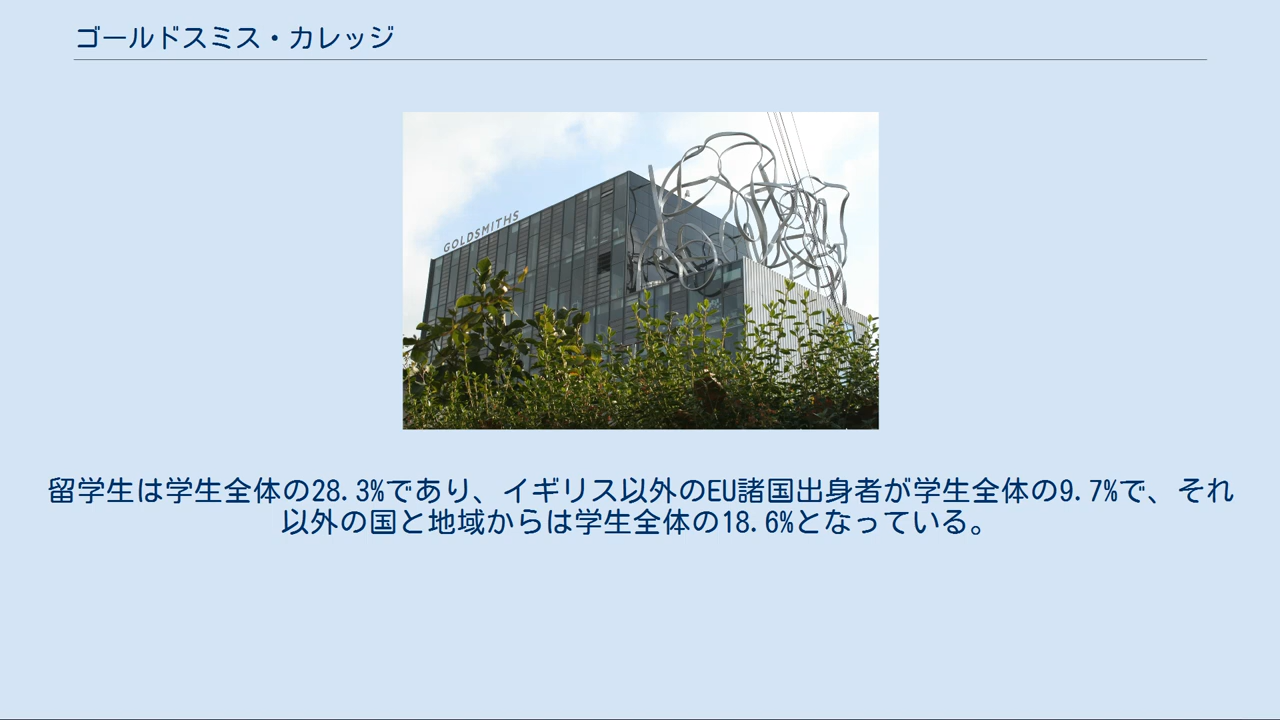 ゴールドスミス・カレッジ
GOLDSMITHS
留学生は学生全体の28.3%であり、イギリス以外のEU諸国出身者が学生全体の9.7%で、それ
以外の国と地域からは学生全体の18.6%となっている。